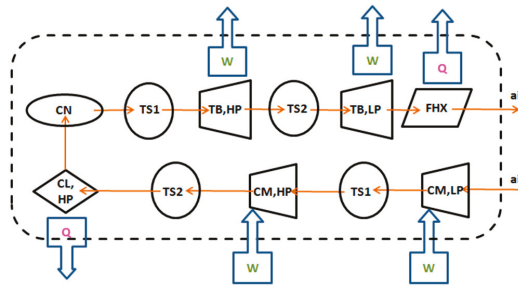 W
W
Q
CN
TS1
TB,HP
TS2
TB,LP
FHX
CL,
HP
TS2
CM,HP
TS1
CM,LP
Q
W
W